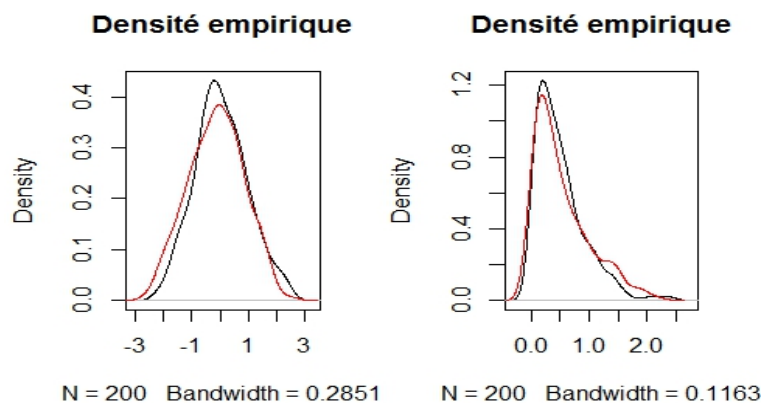 Densité empirique
Density
0.0 0.1 0.2 0.3 0.4
-3 -1 1 3
N = 200 Bandwidth = 0.2851
Densité empirique
Density
0.0 0.4 0.8 1.2
0.0 1.0 2.0
N = 200 Bandwidth = 0.1163